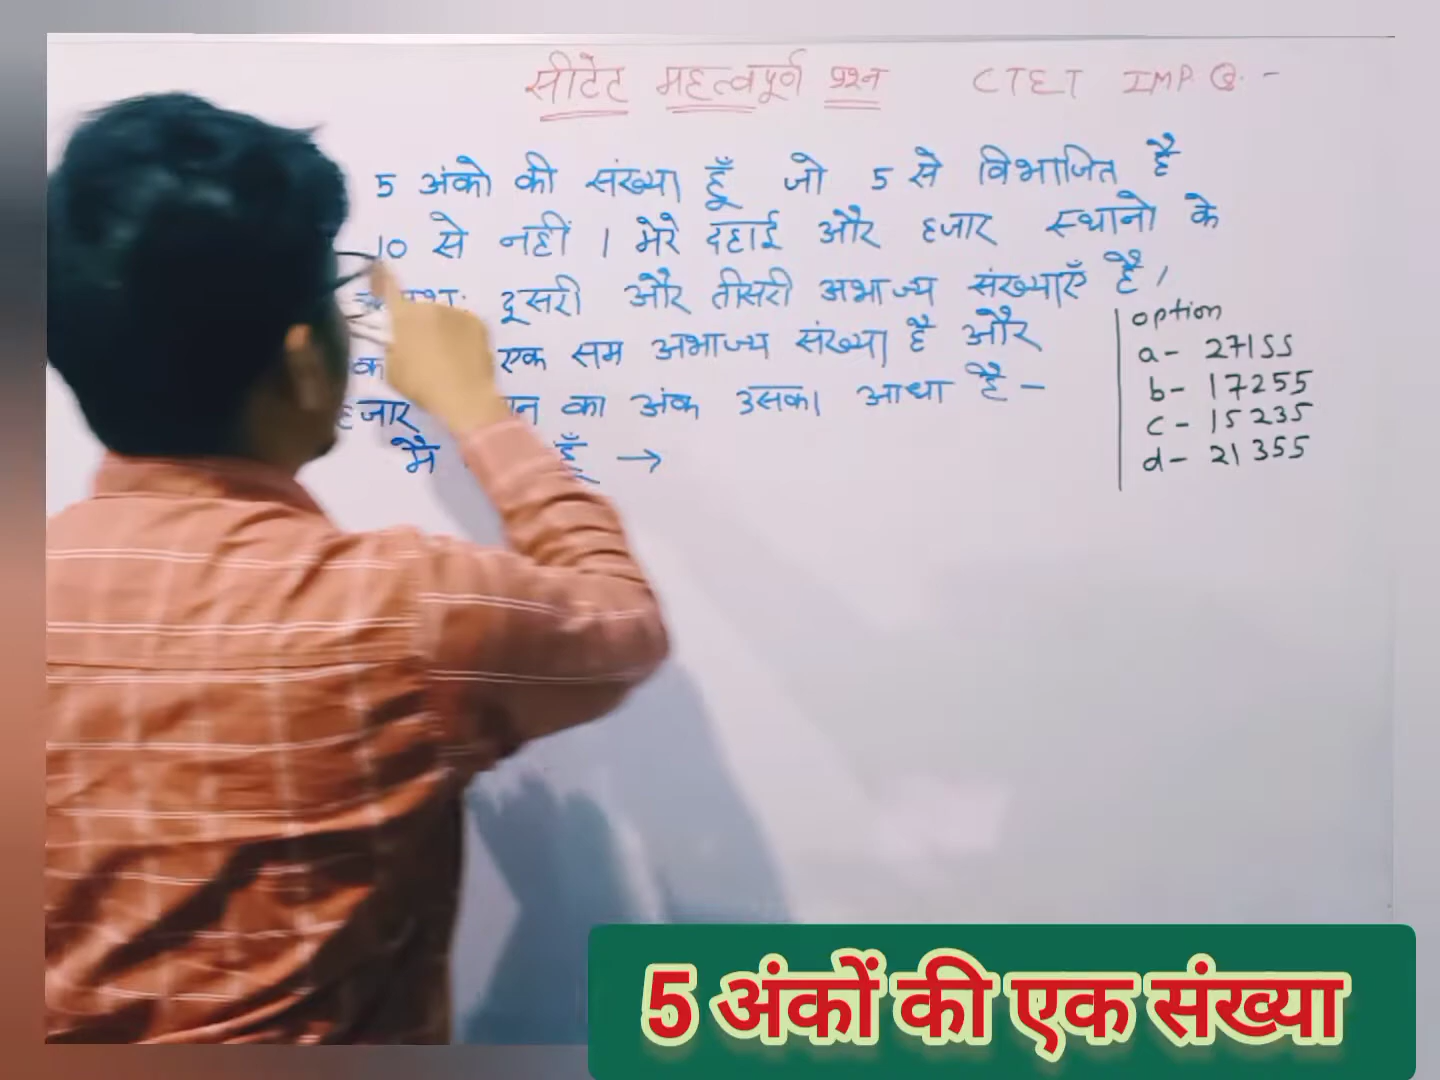 सीटेट महत्वपूर्ण प्रश्न CTET IMP Q. -
5 अंको की संख्या हूँ जो 5 से विभाजित है
10 से नहीं । मेरे दहाई और हजार स्थानो के
दूसरी और तीसरी अभाज्य संख्याएँ है ।
एक सम अभाज्य संख्या है और
हजार का अंक उसका आधा है -
मैं हूँ →
option
a - 27155
b - 17255
c - 15235
d - 21355
5 अंकों की एक संख्या